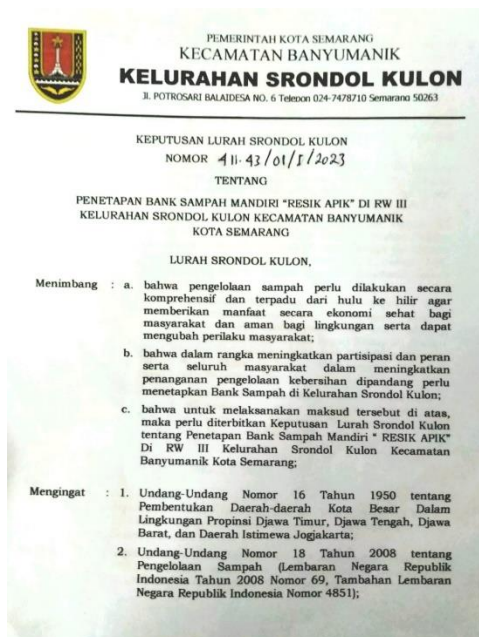 PEMERINTAH KOTA SEMARANG
KECAMATAN BANYUMANIK
KELURAHAN SRONDOL KULON
Jl. POTROSARI BALAIDESA NO. 6 Telepon 024-7478710 Semarang 50263
KEPUTUSAN LURAH SRONDOL KULON
NOMOR 411.43/01/I/2023
TENTANG
PENETAPAN BANK SAMPAH MANDIRI "RESIK APIK" DI RW III
KELURAHAN SRONDOL KULON KECAMATAN BANYUMANIK
KOTA SEMARANG
LURAH SRONDOL KULON,
Menimbang : a. bahwa pengelolaan sampah perlu dilakukan secara
komprehensif dan terpadu dari hulu ke hilir agar
memberikan manfaat secara ekonomi sehat bagi
masyarakat dan aman bagi lingkungan serta dapat
mengubah perilaku masyarakat;
b. bahwa dalam rangka meningkatkan partisipasi dan peran
serta seluruh masyarakat dalam meningkatkan
penanganan pengelolaan kebersihan dipandang perlu
menetapkan Bank Sampah di Kelurahan Srondol Kulon;
c. bahwa untuk melaksanakan maksud tersebut di atas,
maka perlu diterbitkan Keputusan Lurah Srondol Kulon
tentang Penetapan Bank Sampah Mandiri " RESIK APIK"
Di RW III Kelurahan Srondol Kulon Kecamatan
Banyumanik Kota Semarang;
Mengingat : 1. Undang-Undang Nomor 16 Tahun 1950 tentang
Pembentukan Daerah-daerah Kota Besar Dalam
Lingkungan Propinsi Djawa Timur, Djawa Tengah, Djawa
Barat, dan Daerah Istimewa Jogjakarta;
2. Undang-Undang Nomor 18 Tahun 2008 tentang
Pengelolaan Sampah (Lembaran Negara Republik
Indonesia Tahun 2008 Nomor 69, Tambahan Lembaran
Negara Republik Indonesia Nomor 4851);